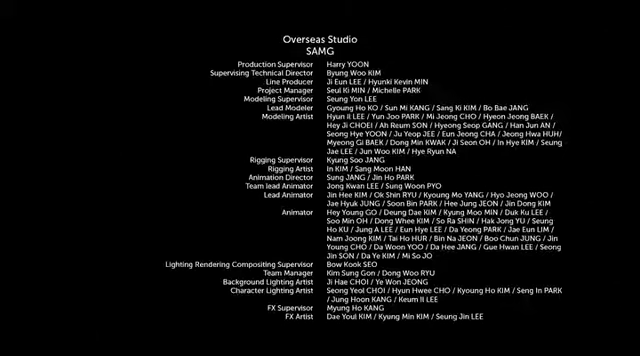 Overseas Studio
SAMG
Production Supervisor Harry YOON
Supervising Technical Director Byung Woo KIM
Line Producer Ji Eun LEE / Hyunki Kevin MIN
Project Manager Seul Ki MIN / Michelle PARK
Modeling Supervisor Seung Yon LEE
Lead Modeler Gyoung Ho KO / Sun Mi KANG / Sang Ki KIM / Bo Bae JANG
Modeling Artist Hyun Il LEE / Yun Joo PARK / Mi Jeong CHO / Hyeon Jeong BAEK /
Hey Ji CHOEI / Ah Reum SON / Hyeong Seop GANG / Han Jun AN /
Seong Hye YOON / Ju Yeop JEE / Eun Jeong CHA / Jeong Hwa HUH/
Myeong Gi BAEK / Dong Min KWAK / Ji Seon OH / In Hye KIM / Seung
Jae LEE / Jun Woo KIM / Hye Ryun NA
Rigging Supervisor Kyung Soo JANG
Rigging Artist In KIM / Sang Moon HAN
Animation Director Sung JANG / Jin Ho PARK
Team lead Animator Jong Kwan LEE / Sung Woon PYO
Lead Animator Jin Hee KIM / Ok Shin RYU / Kyoung Mo YANG / Hyo Jeong WOO /
Jae Hyuk JUNG / Soon Bin PARK / Hee Jung JEON / Jin Dong KIM
Animator Hey Young GO / Deung Dae KIM / Kyung Moo MIN / Duk Ku LEE /
Soo Min OH / Dong Whee KIM / So Ra SHIN / Hak Jong YU / Seung
Ho KU / Jung A LEE / Eun Hye LEE / Da Yeong PARK / Jae Eun LIM /
Nam Joong KIM / Tai Ho HUR / Bin Na JEON / Boo Chun JUNG / Jin
Young CHO / Da Woon YOO / Da Hee JANG / Gue Hwan LEE / Seong
Jin SON / Da Ye KIM / Mi So JO
Lighting Rendering Compositing Supervisor Bow Kook SEO
Team Manager Kim Sung Gon / Dong Woo RYU
Background Lighting Artist Ji Hae CHOI / Ye Won JEONG
Character Lighting Artist Seong Yeol CHOI / Hyun Hwee CHO / Kyoung Ho KIM / Seng In PARK
/ Jung Hoon KANG / Keum Il LEE
FX Supervisor Myung Ho KANG
FX Artist Dae Youl KIM / Kyung Min KIM / Seung Jin LEE